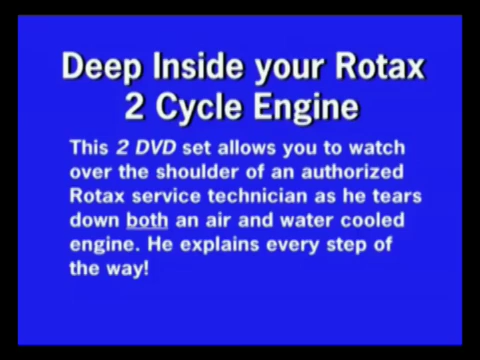 Deep Inside your Rotax
2 Cycle Engine
This 2 DVD set allows you to watch
over the shoulder of an authorized
Rotax service technician as he tears
down both an air and water cooled
engine. He explains every step of
the way!